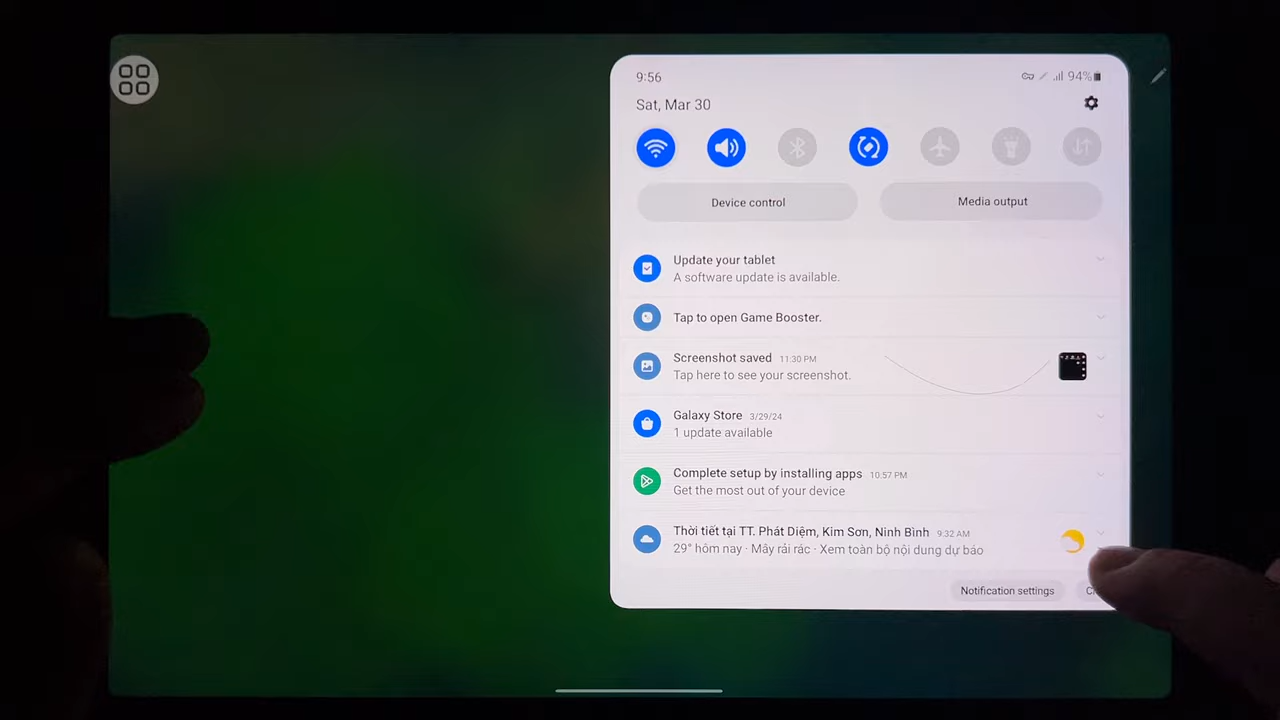 9:56
94%
Sat, Mar 30
Device control
Media output
Update your tablet
A software update is available.
Tap to open Game Booster.
Screenshot saved 11:30 PM
Tap here to see your screenshot.
Galaxy Store 3/29/24
1 update available
Complete setup by installing apps 10:57 PM
Get the most out of your device
Thời tiết tại TT. Phát Diệm, Kim Sơn, Ninh Bình 9:32 AM
29° hôm nay · Mây rải rác · Xem toàn bộ nội dung dự báo
Notification settings